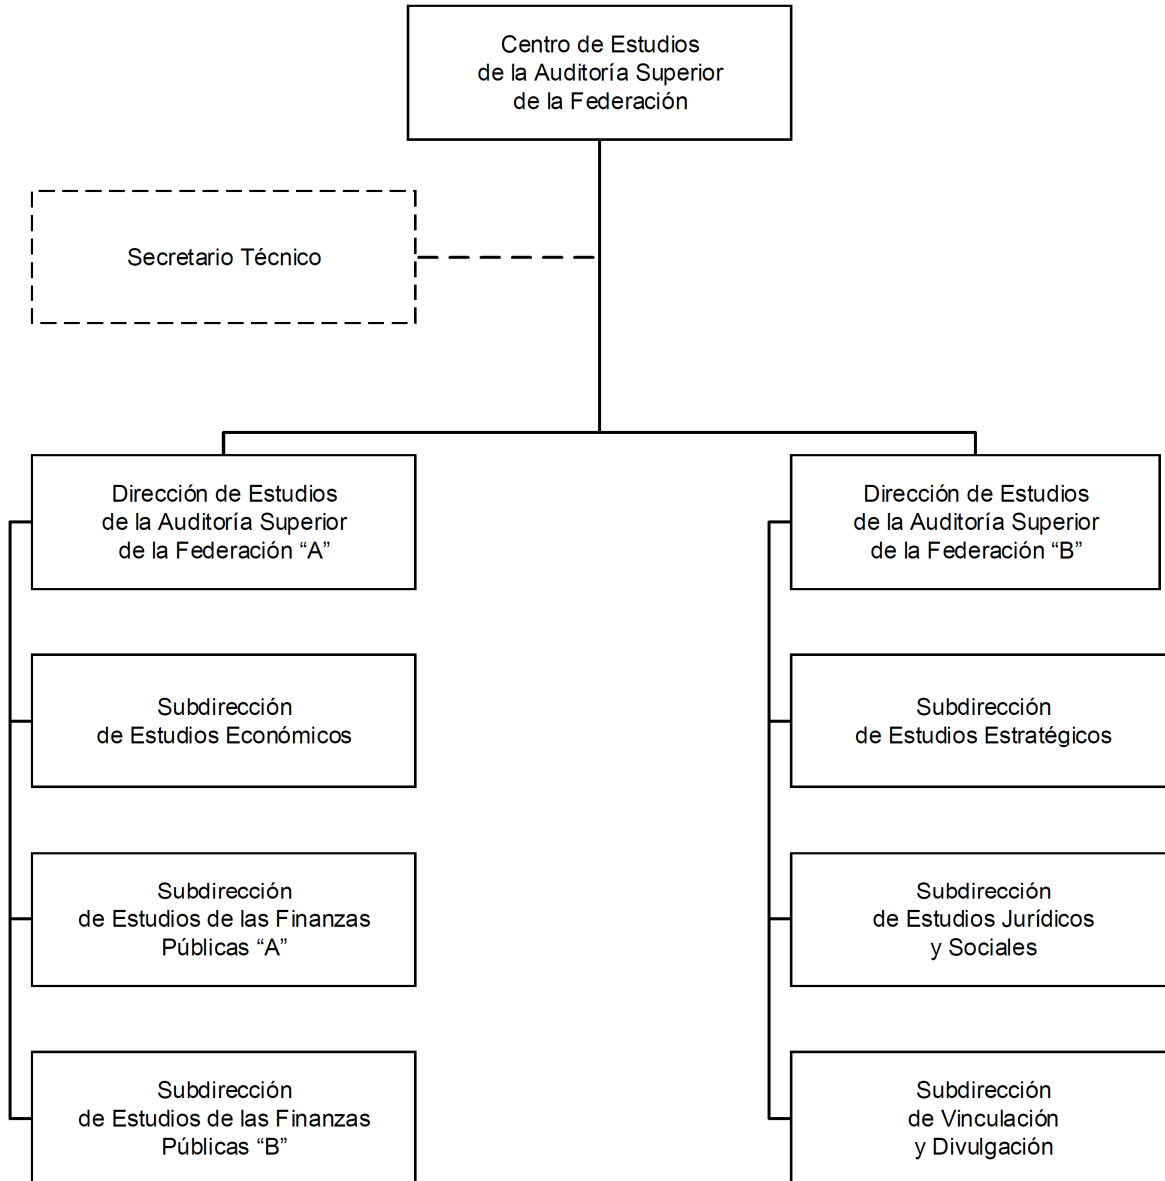 Centro de Estudios
de la Auditoría Superior
de la Federación
Secretario Técnico
Dirección de Estudios
de la Auditoría Superior
de la Federación “A”
Dirección de Estudios
de la Auditoría Superior
de la Federación “B”
Subdirección
de Estudios Económicos
Subdirección
de Estudios Estratégicos
Subdirección
de Estudios de las Finanzas
Públicas “A”
Subdirección
de Estudios Jurídicos
y Sociales
Subdirección
de Estudios de las Finanzas
Públicas “B”
Subdirección
de Vinculación
y Divulgación